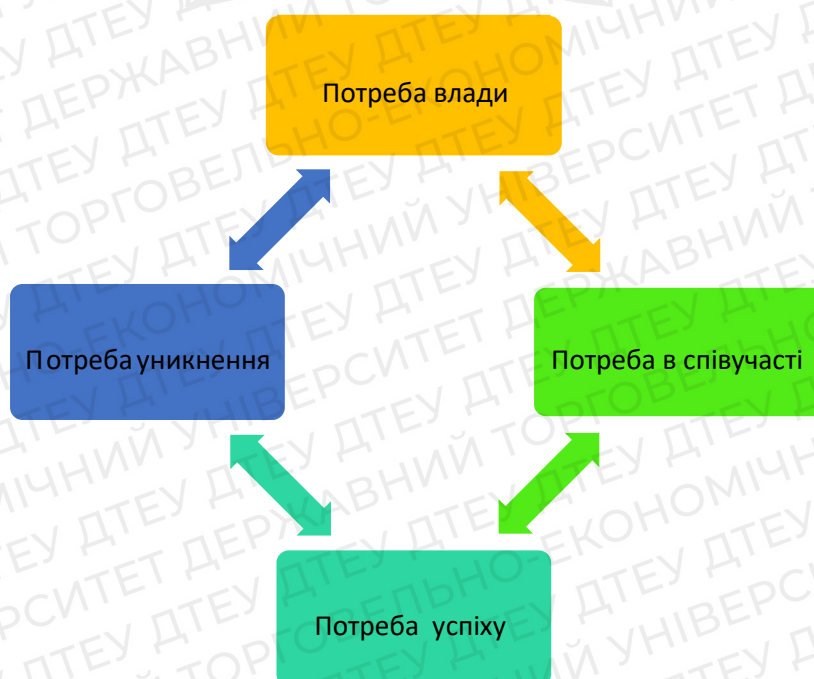 Потреба влади
Потреба уникнення
Потреба в співучасті
Потреба успіху